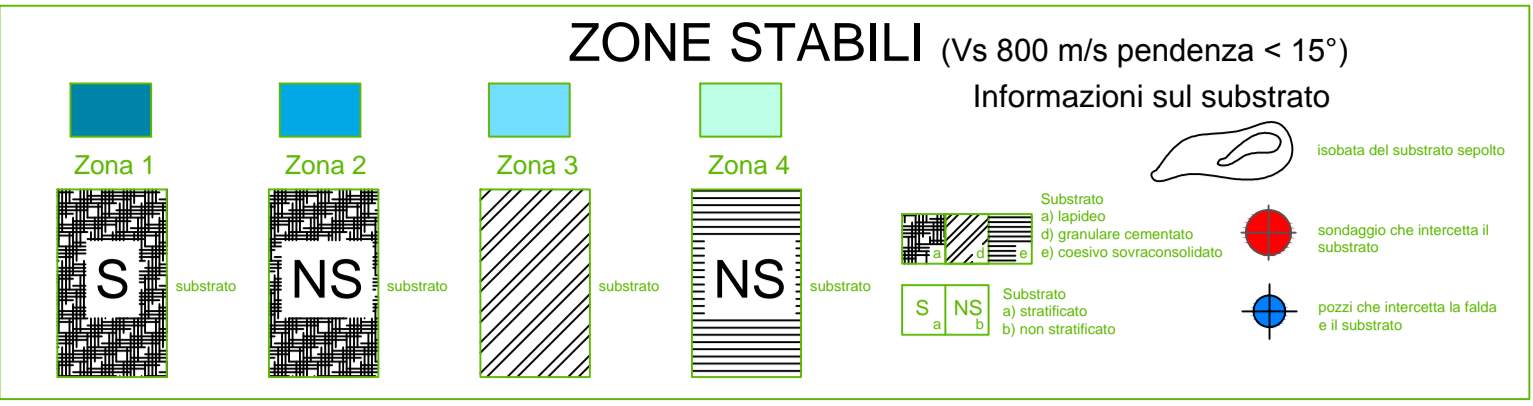 ZONE STABILI (Vs 800 m/s pendenza < 15°)
Informazioni sul substrato
Zona 1
Zona 2
Zona 3
Zona 4
S
substrato
NS
substrato
substrato
NS
substrato
a
d
e
Substrato
a) lapideo
d) granulare cementato
e) coesivo sovraconsolidato
S
a
NS
b
Substrato
a) stratificato
b) non stratificato
isobata del substrato sepolto
sondaggio che intercetta il
substrato
pozzi che intercetta la falda
e il substrato